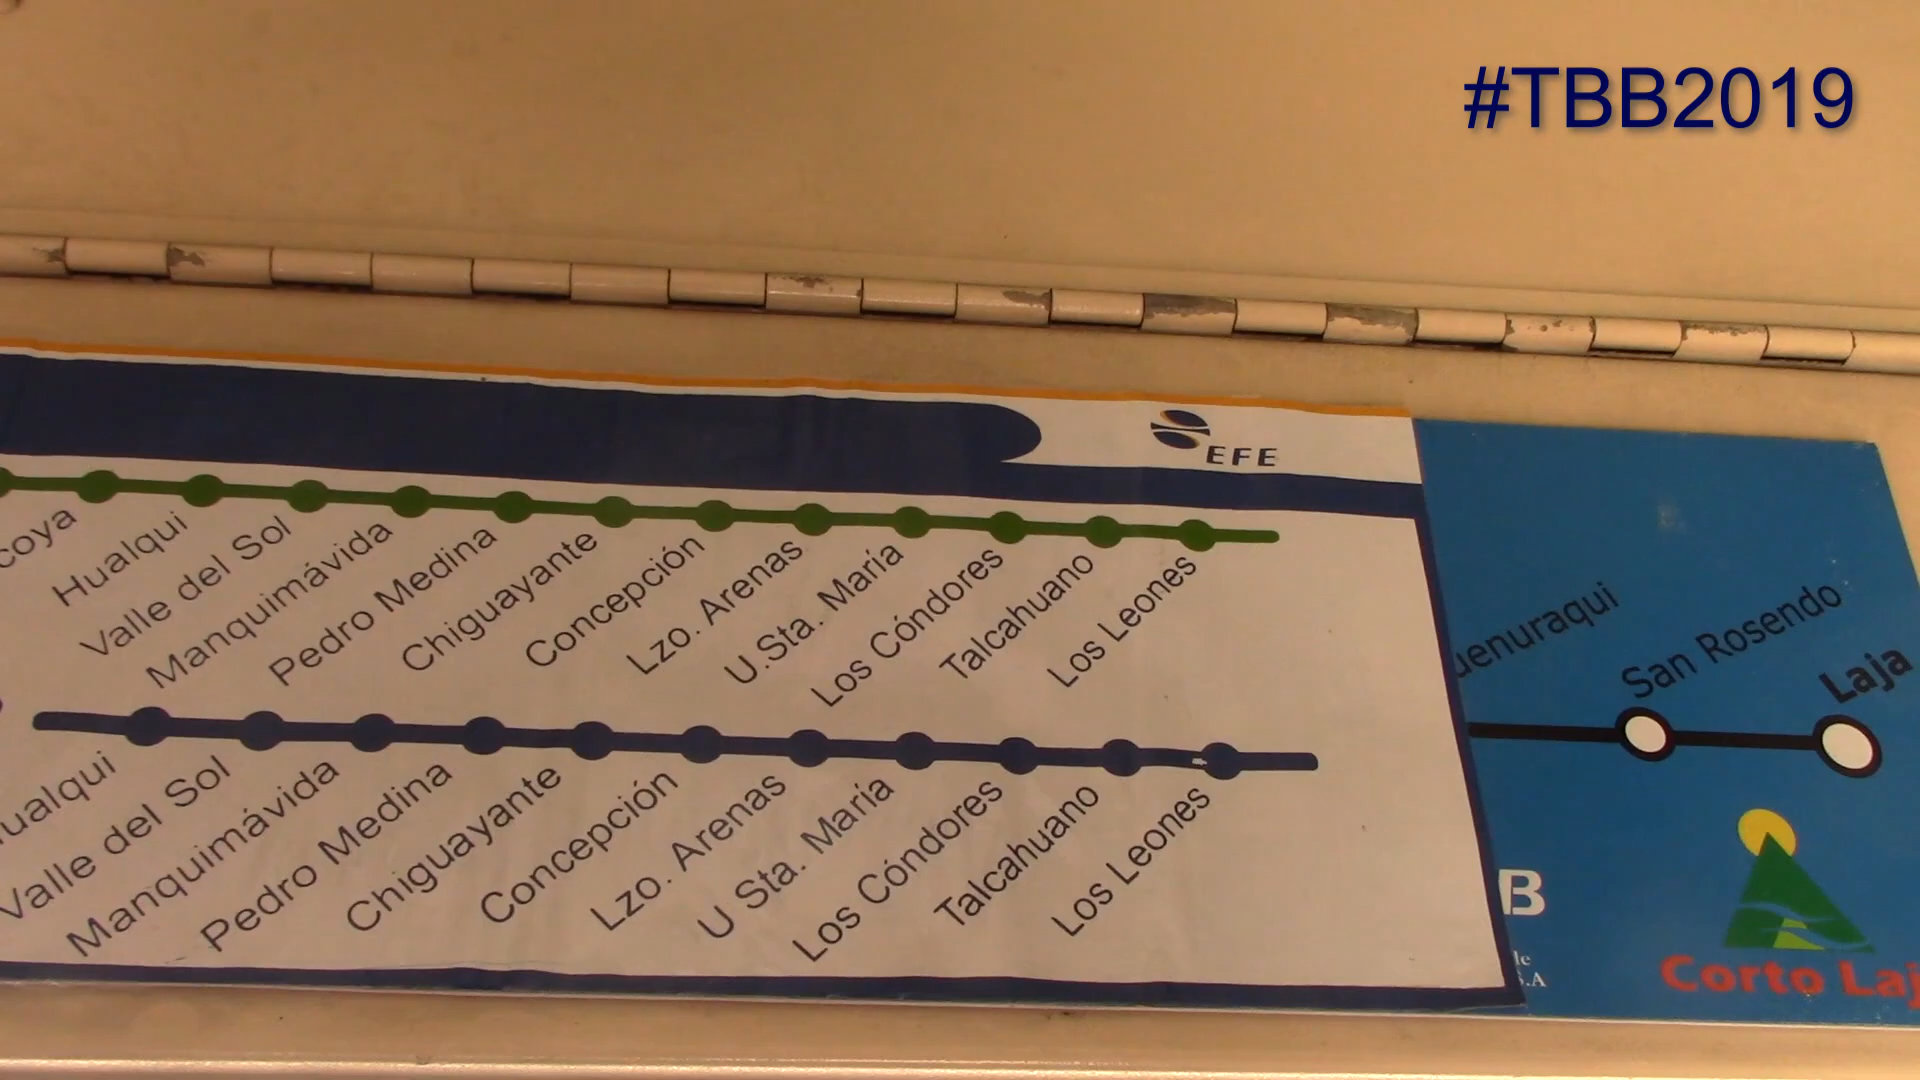 #TBB2019
EFE
coya
Hualqui
Valle del Sol
Manquimávida
Pedro Medina
Chiguayante
Concepción
Lzo. Arenas
U.Sta. María
Los Cóndores
Talcahuano
Los Leones
uenuraqui
San Rosendo
Laja
ualqui
Valle del Sol
Manquimávida
Pedro Medina
Chiguayante
Concepción
Lzo. Arenas
U Sta. María
Los Cóndores
Talcahuano
Los Leones
B
le
S.A
Corto Laj